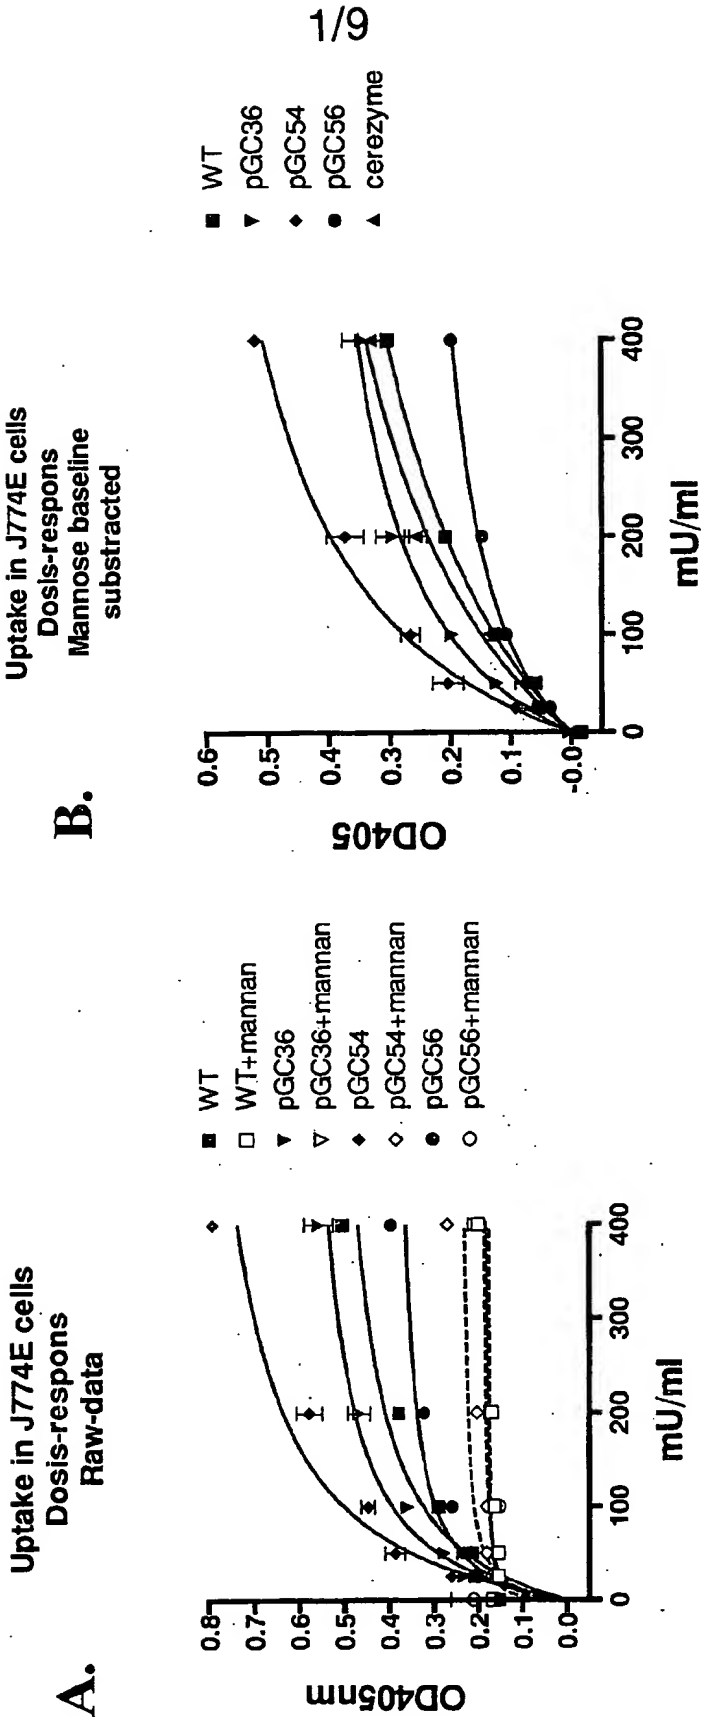 1/9
A.
Uptake in J774E cells
Dosis-respons
Raw-data
OD405nm
0.8
0.7
0.6
0.5
0.4
0.3
0.2
0.1
0.0
0
100
200
300
400
mU/ml
WT
WT+mannan
pGC36
pGC36+mannan
pGC54
pGC54+mannan
pGC56
pGC56+mannan
B.
Uptake in J774E cells
Dosis-respons
Mannose baseline
substracted
OD405
0.6
0.5
0.4
0.3
0.2
0.1
-0.0
0
100
200
300
400
mU/ml
WT
pGC36
pGC54
pGC56
cerezyme